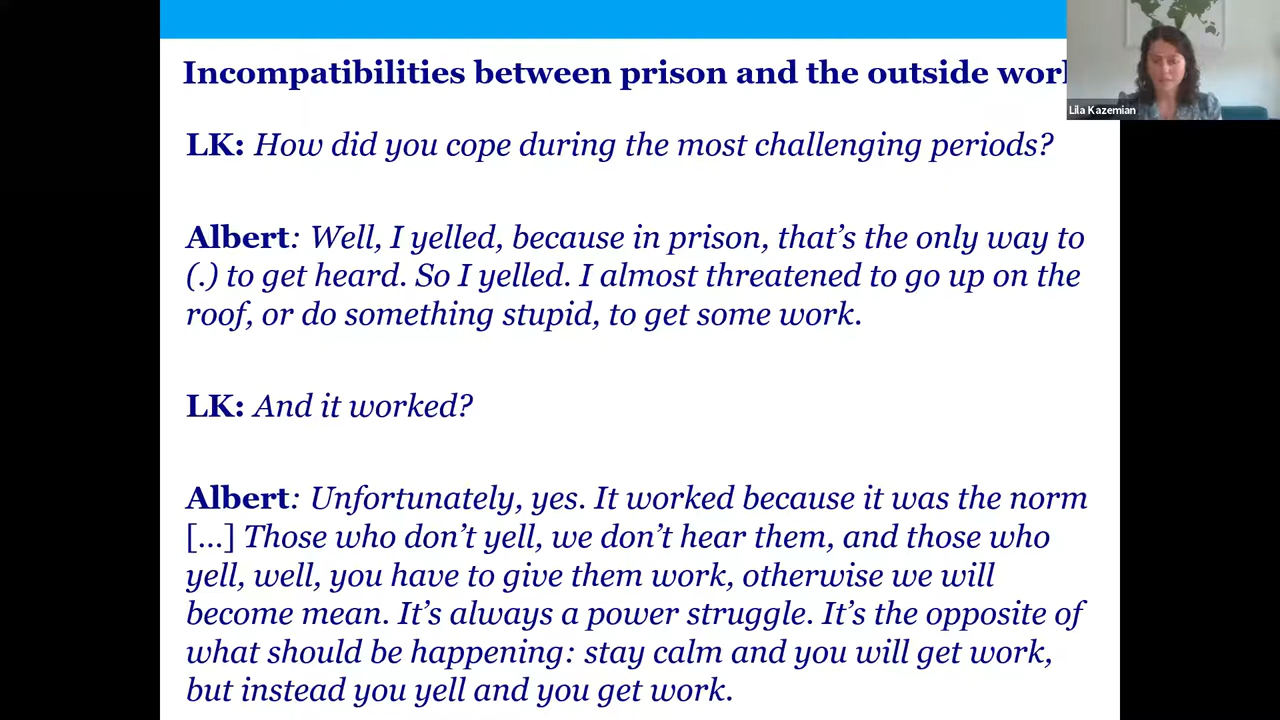 Incompatibilities between prison and the outside worl
Lila Kazemian
LK: How did you cope during the most challenging periods?
Albert: Well, I yelled, because in prison, that’s the only way to
(.) to get heard. So I yelled. I almost threatened to go up on the
roof, or do something stupid, to get some work.
LK: And it worked?
Albert: Unfortunately, yes. It worked because it was the norm
[…] Those who don’t yell, we don’t hear them, and those who
yell, well, you have to give them work, otherwise we will
become mean. It’s always a power struggle. It’s the opposite of
what should be happening: stay calm and you will get work,
but instead you yell and you get work.